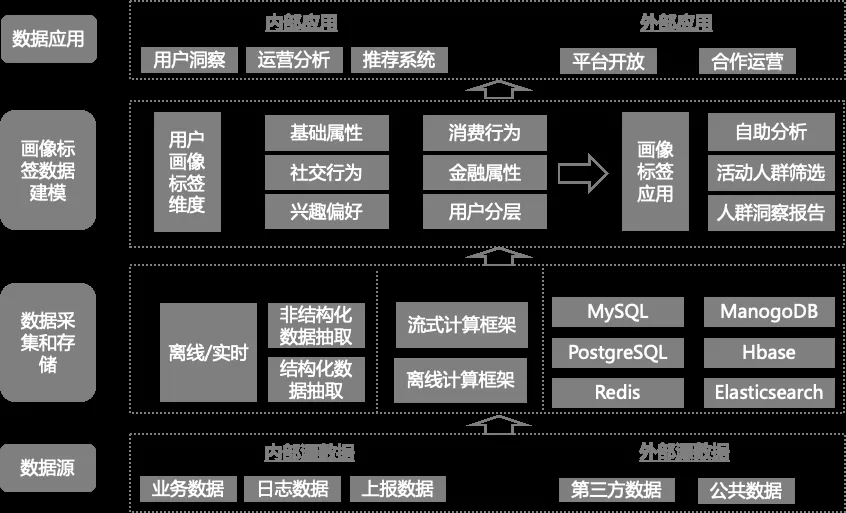 数据应用
内部应用
外部应用
用户洞察
运营分析
推荐系统
平台开放
合作运营
画像标
签数据
建模
用户
画像
标签
维度
基础属性
消费行为
社交行为
金融属性
兴趣偏好
用户分层
画像
标签
应用
自助分析
活动人群筛选
人群洞察报告
数据采
集和存
储
离线/实时
非结构化
数据抽取
结构化数
据抽取
流式计算框架
离线计算框架
MySQL
ManogoDB
PostgreSQL
Hbase
Redis
Elasticsearch
数据源
内部源数据
外部源数据
业务数据
日志数据
上报数据
第三方数据
公共数据